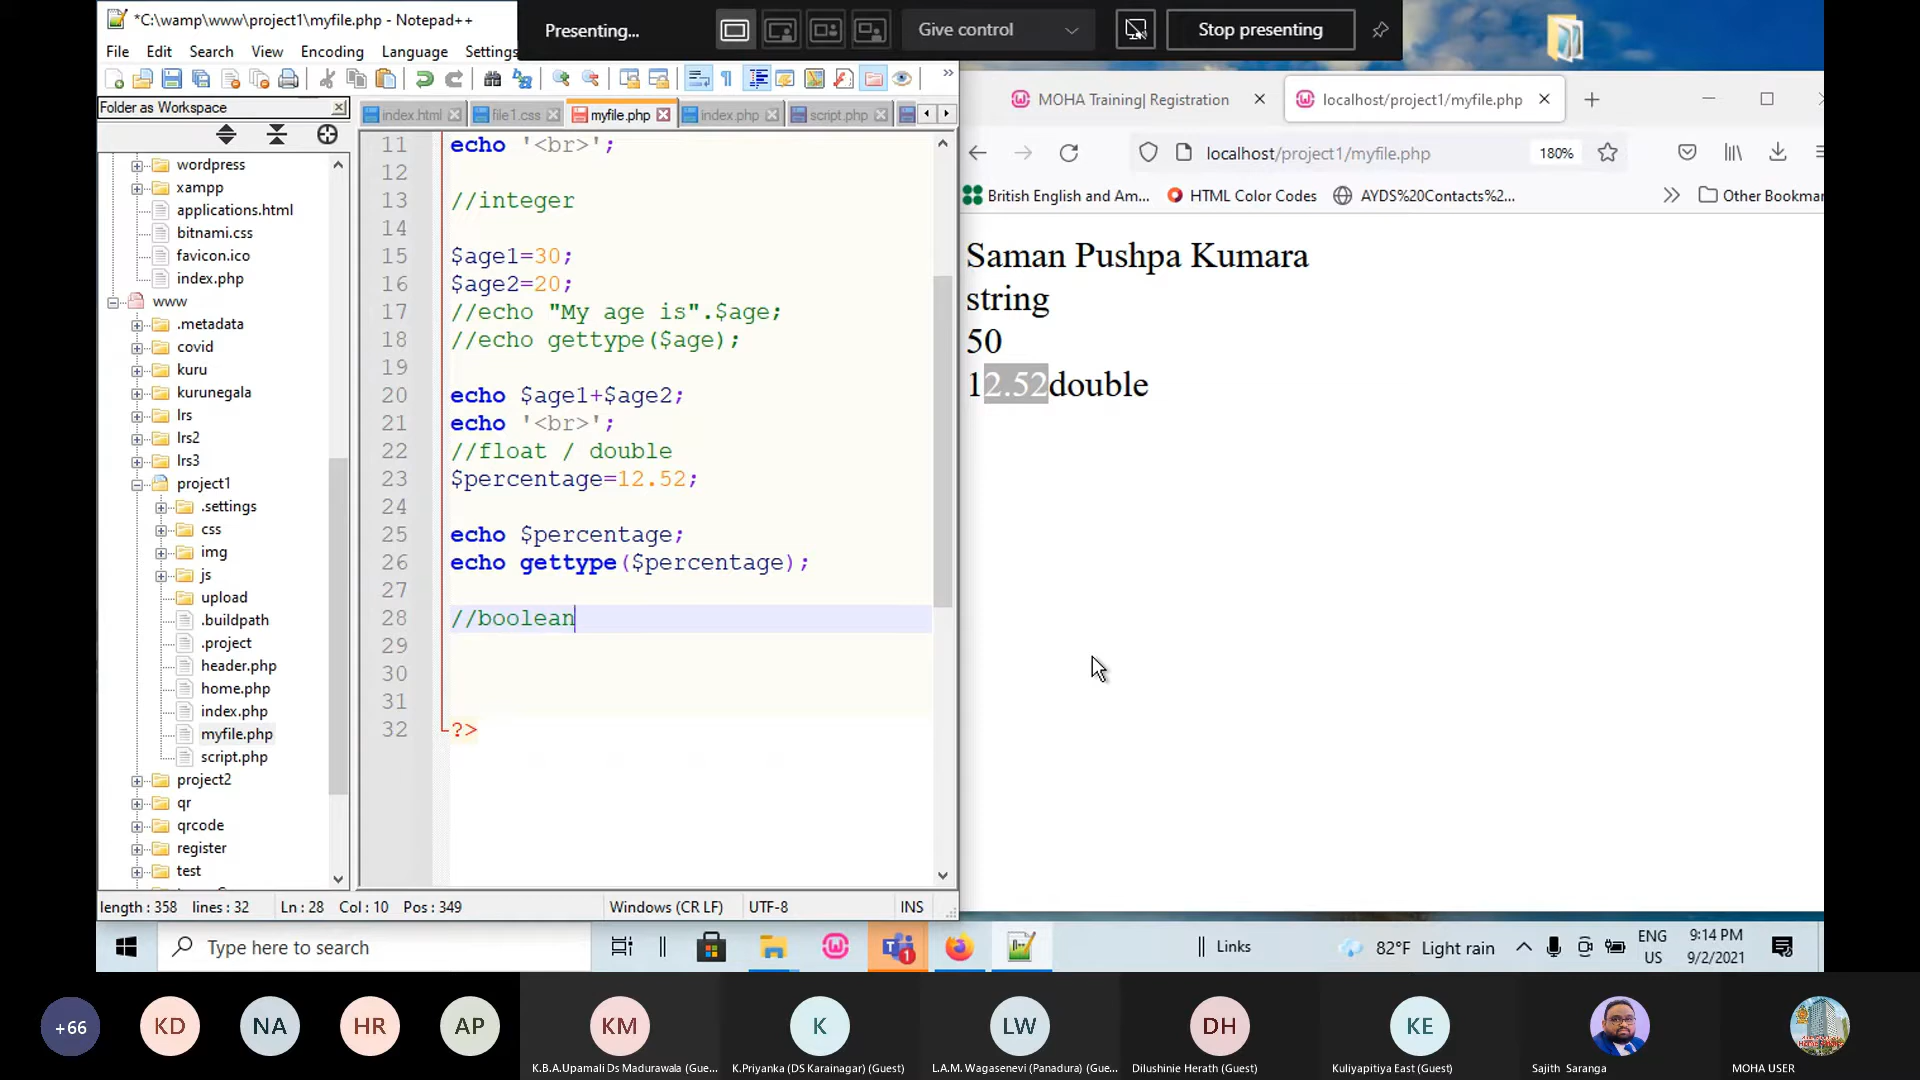 *C:\wamp\www\project1\myfile.php - Notepad++
Presenting...
Give control
Stop presenting
File Edit Search View Encoding Language Settings
Folder as Workspace
wordpress
xampp
applications.html
bitnami.css
favicon.ico
index.php
www
.metadata
covid
kuru
kurunegala
lrs
lrs2
lrs3
project1
.settings
css
img
js
upload
.buildpath
.project
header.php
home.php
index.php
myfile.php
script.php
project2
qr
qrcode
register
test
index.html file1.css myfile.php index.php script.php
11 echo '<br>';
12
13 //integer
14
15 $age1=30;
16 $age2=20;
17 //echo "My age is".$age;
18 //echo gettype($age);
19
20 echo $age1+$age2;
21 echo '<br>';
22 //float / double
23 $percentage=12.52;
24
25 echo $percentage;
26 echo gettype($percentage);
27
28 //boolean
29
30
31
32 ?>
length : 358 lines : 32 Ln : 28 Col : 10 Pos : 349 Windows (CR LF) UTF-8 INS
MOHA Training| Registration
localhost/project1/myfile.php
localhost/project1/myfile.php 180%
British English and Am... HTML Color Codes AYDS%20Contacts%2... Other Bookmar
Saman Pushpa Kumara
string
50
12.52double
Type here to search
1
Links
82°F Light rain
ENG
US
9:14 PM
9/2/2021
+66 KD NA HR AP KM K LW DH KE
K.B.A.Upamali Ds Madurawala (Gue...
K.Priyanka (DS Karainagar) (Guest)
L.A.M. Wagasenevi (Panadura) (Gue...
Dilushinie Herath (Guest)
Kuliyapitiya East (Guest)
Sajith Saranga
MOHA USER